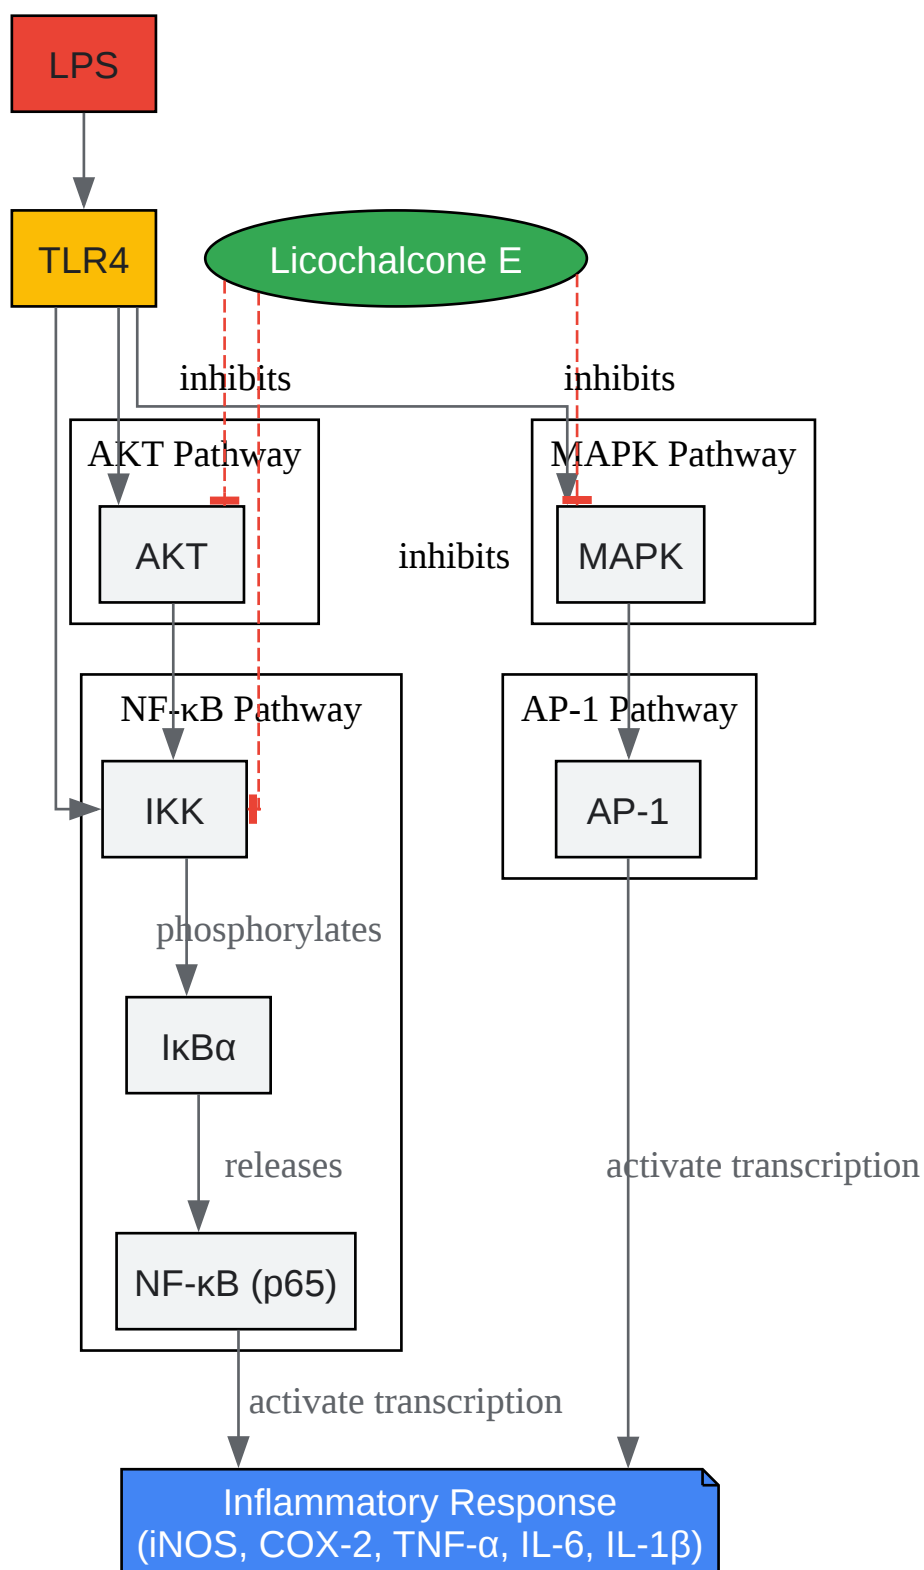 LPS
TLR4
Licochalcone E
inhibits
inhibits
AKT Pathway
MAPK Pathway
AKT
inhibits
MAPK
NF-κB Pathway
AP-1 Pathway
IKK
AP-1
phosphorylates
IκBα
releases
activate transcription
NF-κB (p65)
activate transcription
Inflammatory Response
(iNOS, COX-2, TNF-α, IL-6, IL-1β)